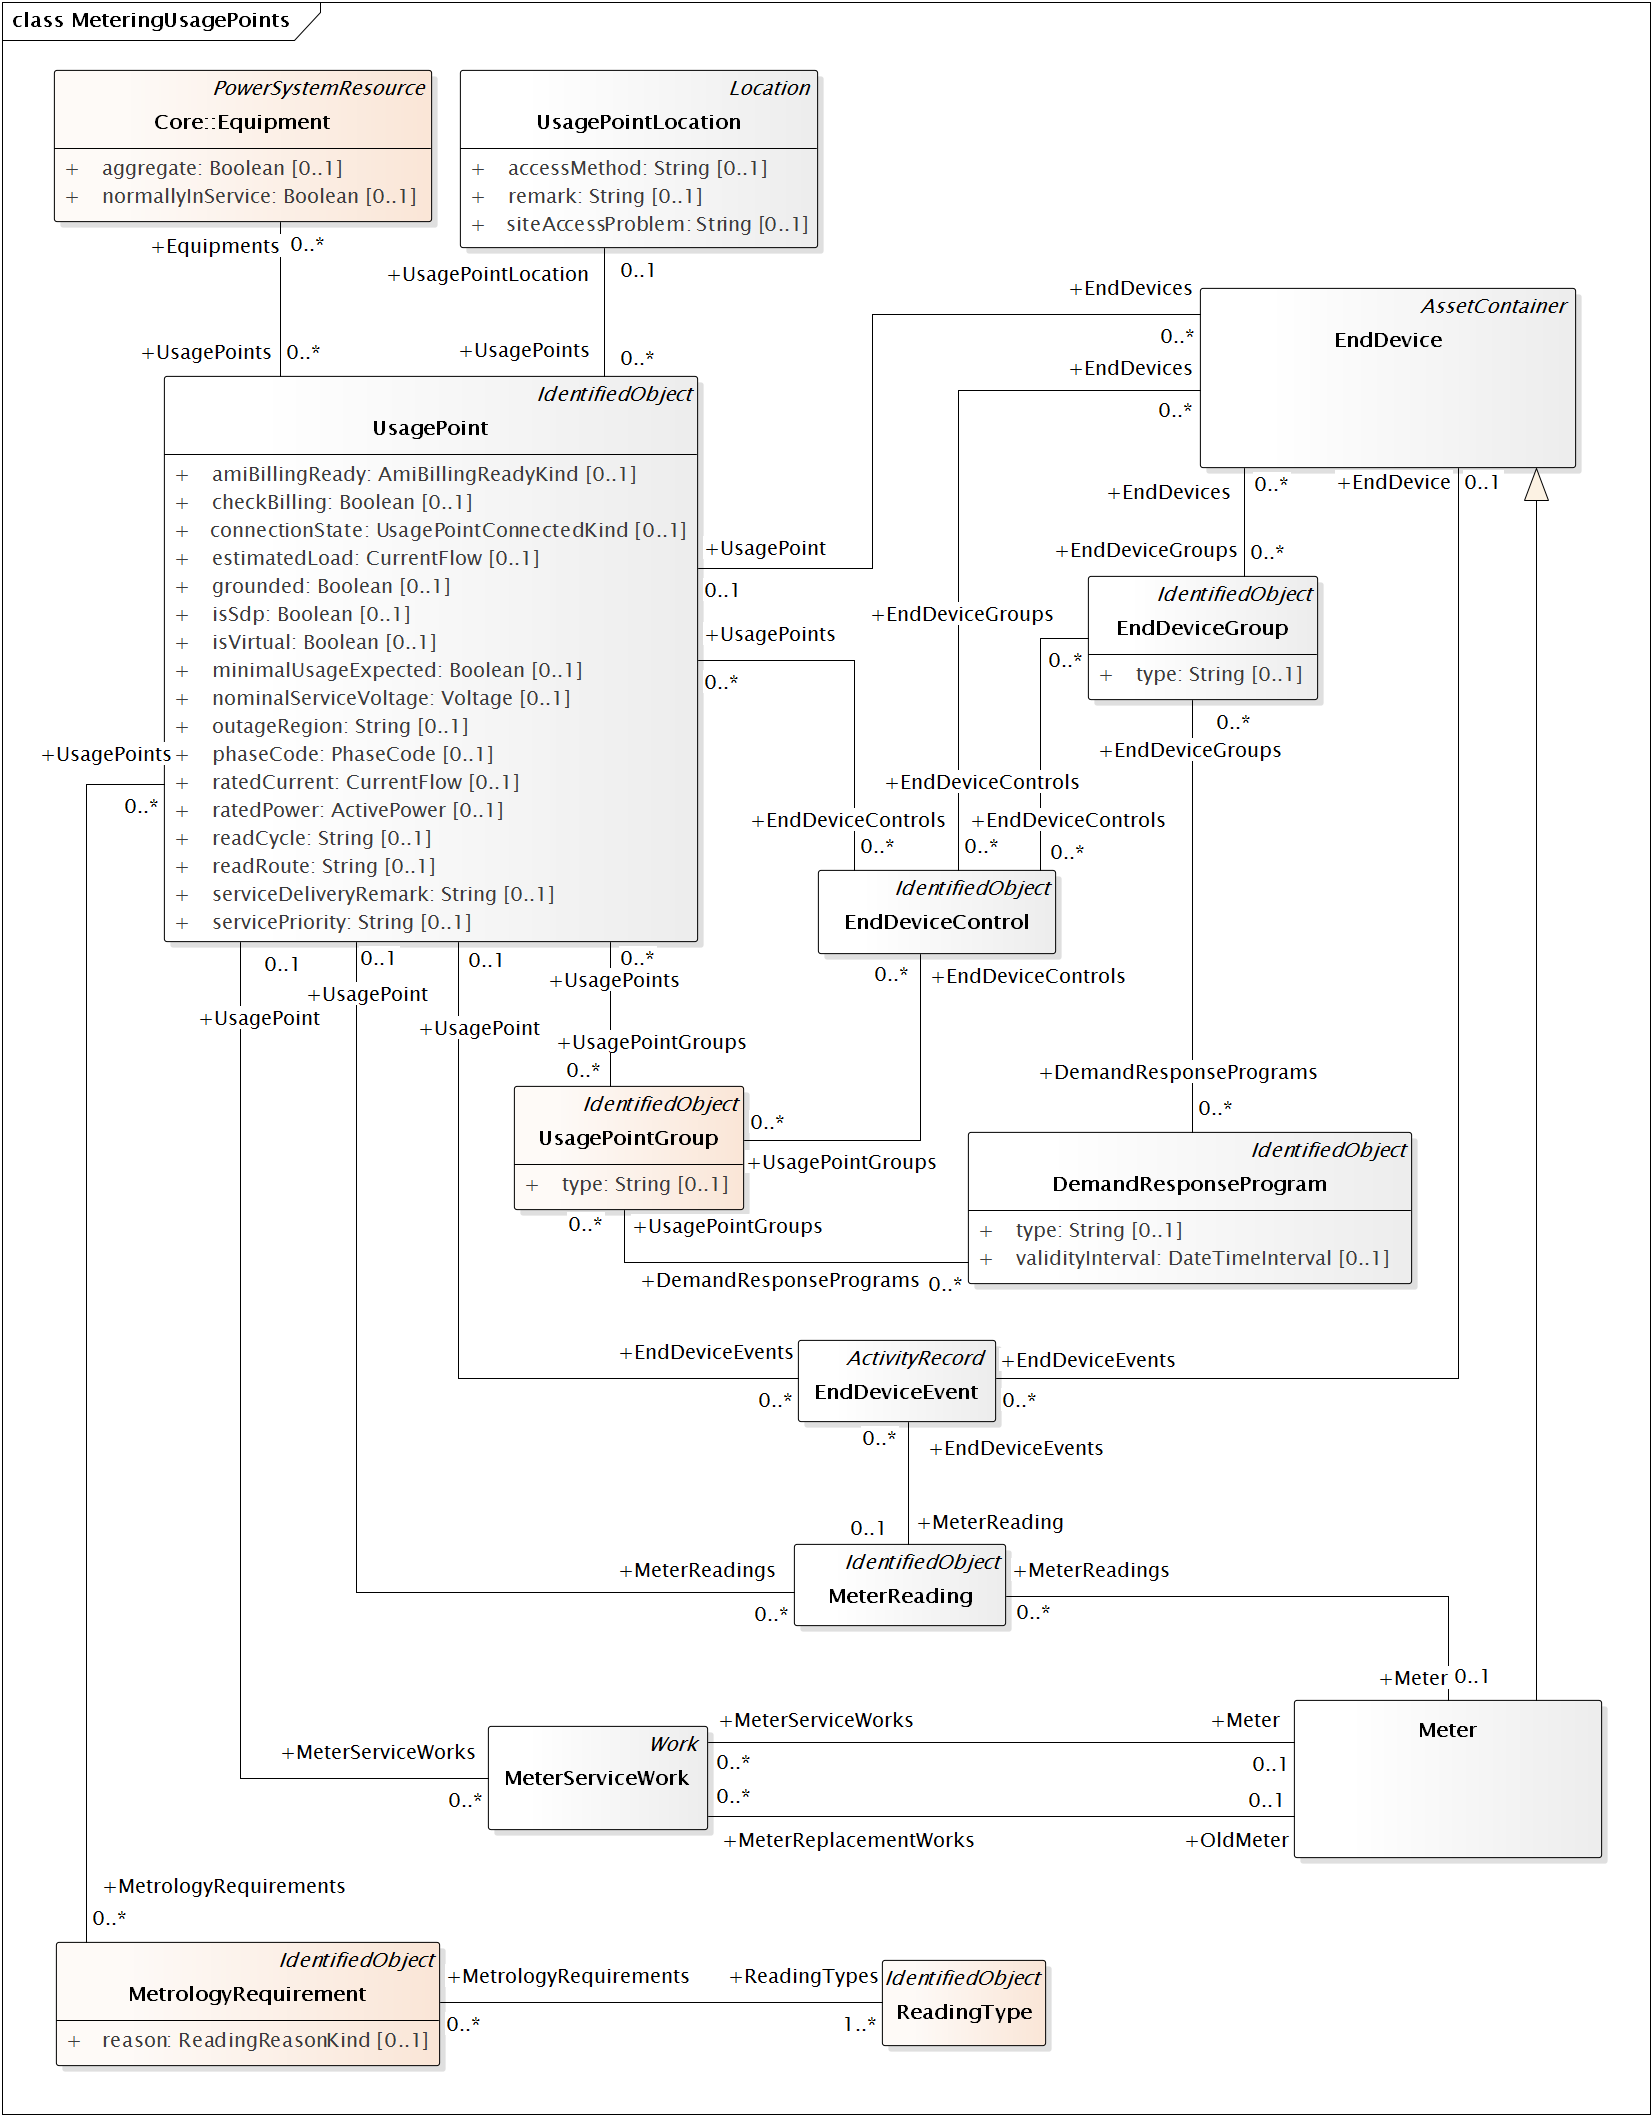 class MeteringUsagePoints
PowerSystemResource
Core::Equipment
+ aggregate: Boolean [0..1]
+ normallyInService: Boolean [0..1]
Location
UsagePointLocation
+ accessMethod: String [0..1]
+ remark: String [0..1]
+ siteAccessProblem: String [0..1]
+Equipments 0..*
+UsagePointLocation 0..1
+UsagePoints 0..*
+UsagePoints 0..*
+EndDevices
0..*
+EndDevices
0..*
AssetContainer
EndDevice
IdentifiedObject
UsagePoint
+ amiBillingReady: AmiBillingReadyKind [0..1]
+ checkBilling: Boolean [0..1]
+ connectionState: UsagePointConnectedKind [0..1]
+ estimatedLoad: CurrentFlow [0..1]
+ grounded: Boolean [0..1]
+ isSdp: Boolean [0..1]
+ isVirtual: Boolean [0..1]
+ minimalUsageExpected: Boolean [0..1]
+ nominalServiceVoltage: Voltage [0..1]
+ outageRegion: String [0..1]
+ phaseCode: PhaseCode [0..1]
+ ratedCurrent: CurrentFlow [0..1]
+ ratedPower: ActivePower [0..1]
+ readCycle: String [0..1]
+ readRoute: String [0..1]
+ serviceDeliveryRemark: String [0..1]
+ servicePriority: String [0..1]
+EndDevices 0..*
+EndDevice 0..1
+EndDeviceGroups 0..*
+UsagePoint
0..1
+UsagePoints
0..*
+EndDeviceGroups
0..*
IdentifiedObject
EndDeviceGroup
+ type: String [0..1]
0..*
+EndDeviceGroups
+UsagePoints
0..*
+EndDeviceControls
+EndDeviceControls
+EndDeviceControls
0..*
0..*
0..*
IdentifiedObject
EndDeviceControl
0..*
+EndDeviceControls
0..1
+UsagePoint
0..1
+UsagePoint
0..1
+UsagePoint
0..*
+UsagePoints
+UsagePointGroups
0..*
IdentifiedObject
UsagePointGroup
+ type: String [0..1]
0..*
+UsagePointGroups
+DemandResponsePrograms
0..*
IdentifiedObject
DemandResponseProgram
+ type: String [0..1]
+ validityInterval: DateTimeInterval [0..1]
0..*
+UsagePointGroups
+DemandResponsePrograms 0..*
+EndDeviceEvents
0..*
ActivityRecord
EndDeviceEvent
+EndDeviceEvents
0..*
0..*
+EndDeviceEvents
0..1
+MeterReading
+MeterReadings
0..*
IdentifiedObject
MeterReading
+MeterReadings
0..*
+Meter 0..1
Meter
+MeterServiceWorks
0..*
Work
MeterServiceWork
+MeterServiceWorks
0..*
+Meter
0..1
0..*
+MeterReplacementWorks
0..1
+OldMeter
+MetrologyRequirements
0..*
IdentifiedObject
MetrologyRequirement
+ reason: ReadingReasonKind [0..1]
+MetrologyRequirements
0..*
+ReadingTypes
1..*
IdentifiedObject
ReadingType